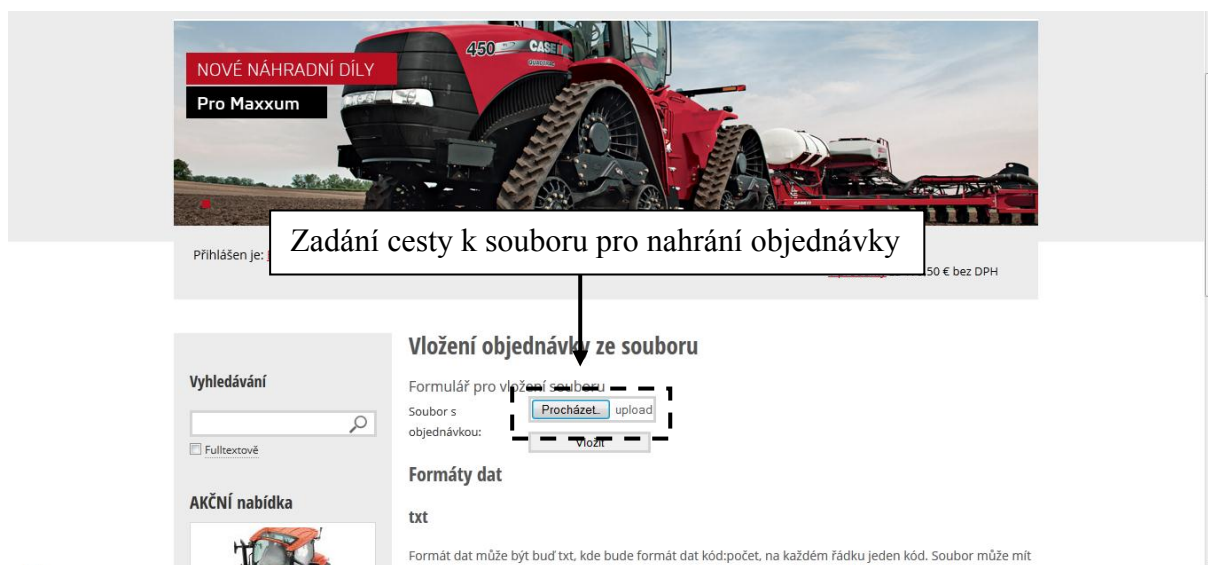 450 CASE
NOVÉ NÁHRADNÍ DÍLY
Pro Maxxum
Zadání cesty k souboru pro nahrání objednávky
Přihlášen je:
50 € bez DPH
Vložení objednávky ze souboru
Vyhledávání
Formulář pro vložení souboru
Soubor s
objednávkou:
Procházet.. upload
Vložit
Fulltextově
Formáty dat
AKČNÍ nabídka
txt
Formát dat může být buď txt, kde bude formát dat kód:počet, na každém řádku jeden kód. Soubor může mít